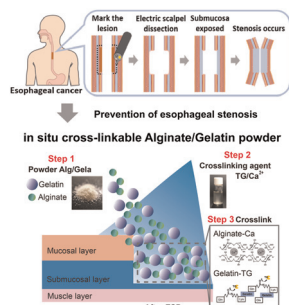 Mark the
lesion
Electric scalpel
dissection
Submucosa
exposed
Stenosis occurs
Esophageal cancer
Prevention of esophageal stenosis
in situ cross-linkable Alginate/Gelatin powder
Step 1
Powder Alg/Gela
Gelatin
Alginate
Step 2
Crosslinking agent
TG/Ca²⁺
Step 3 Crosslink
Alginate-Ca
Gelatin-TG
Mucosal layer
Submucosal layer
Muscle layer